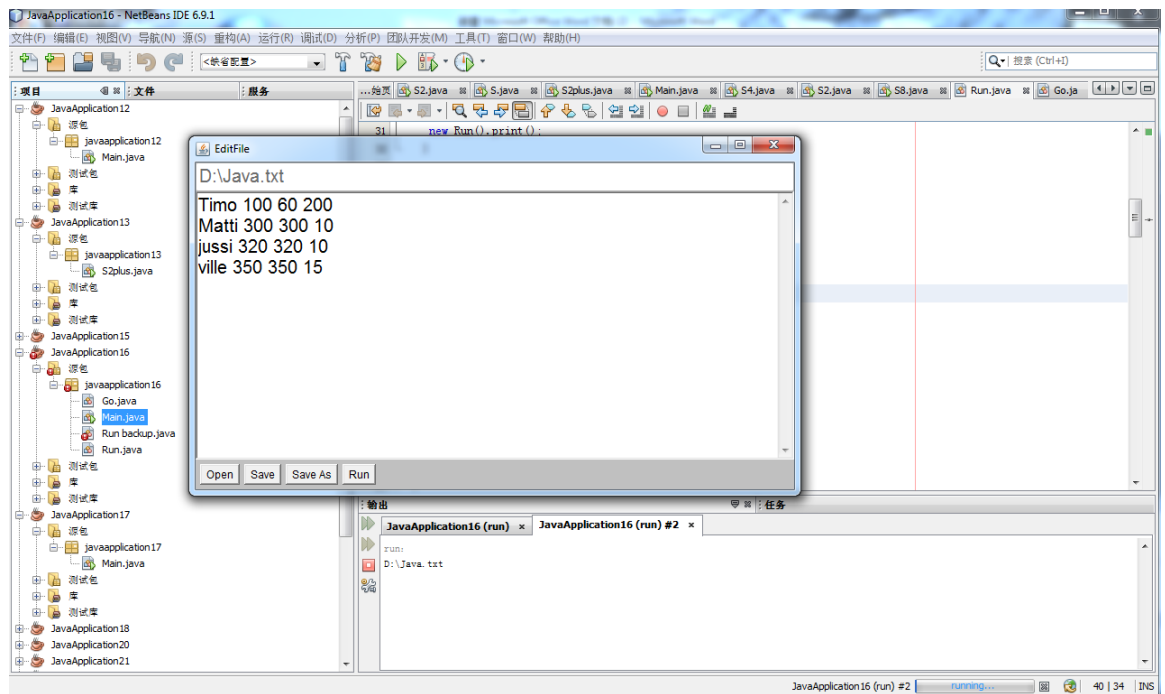 JavaApplication16 - NetBeans IDE 6.9.1
文件(F) 编辑(E) 视图(V) 导航(N) 源(S) 重构(A) 运行(R) 调试(D) 分析(P) 团队开发(M) 工具(T) 窗口(W) 帮助(H)
<缺省配置> 搜索 (Ctrl+I)
项目 文件 服务
...始页 S2.java S.java S2plus.java Main.java S4.java S2.java S8.java Run.java Go.ja
31 new Run().print();
JavaApplication12
源包
javaapplication12
Main.java
测试包
库
测试库
JavaApplication13
源包
javaapplication13
S2plus.java
测试包
库
测试库
JavaApplication15
JavaApplication16
源包
javaapplication16
Go.java
Main.java
Run backup.java
Run.java
测试包
库
测试库
JavaApplication17
源包
javaapplication17
Main.java
测试包
库
测试库
JavaApplication18
JavaApplication20
JavaApplication21
EditFile
D:\Java.txt
Timo 100 60 200
Matti 300 300 10
jussi 320 320 10
ville 350 350 15
Open Save Save As Run
输出 任务
JavaApplication16 (run) JavaApplication16 (run) #2
run:
D:\Java.txt
JavaApplication16 (run) #2 running... 40 | 34 INS